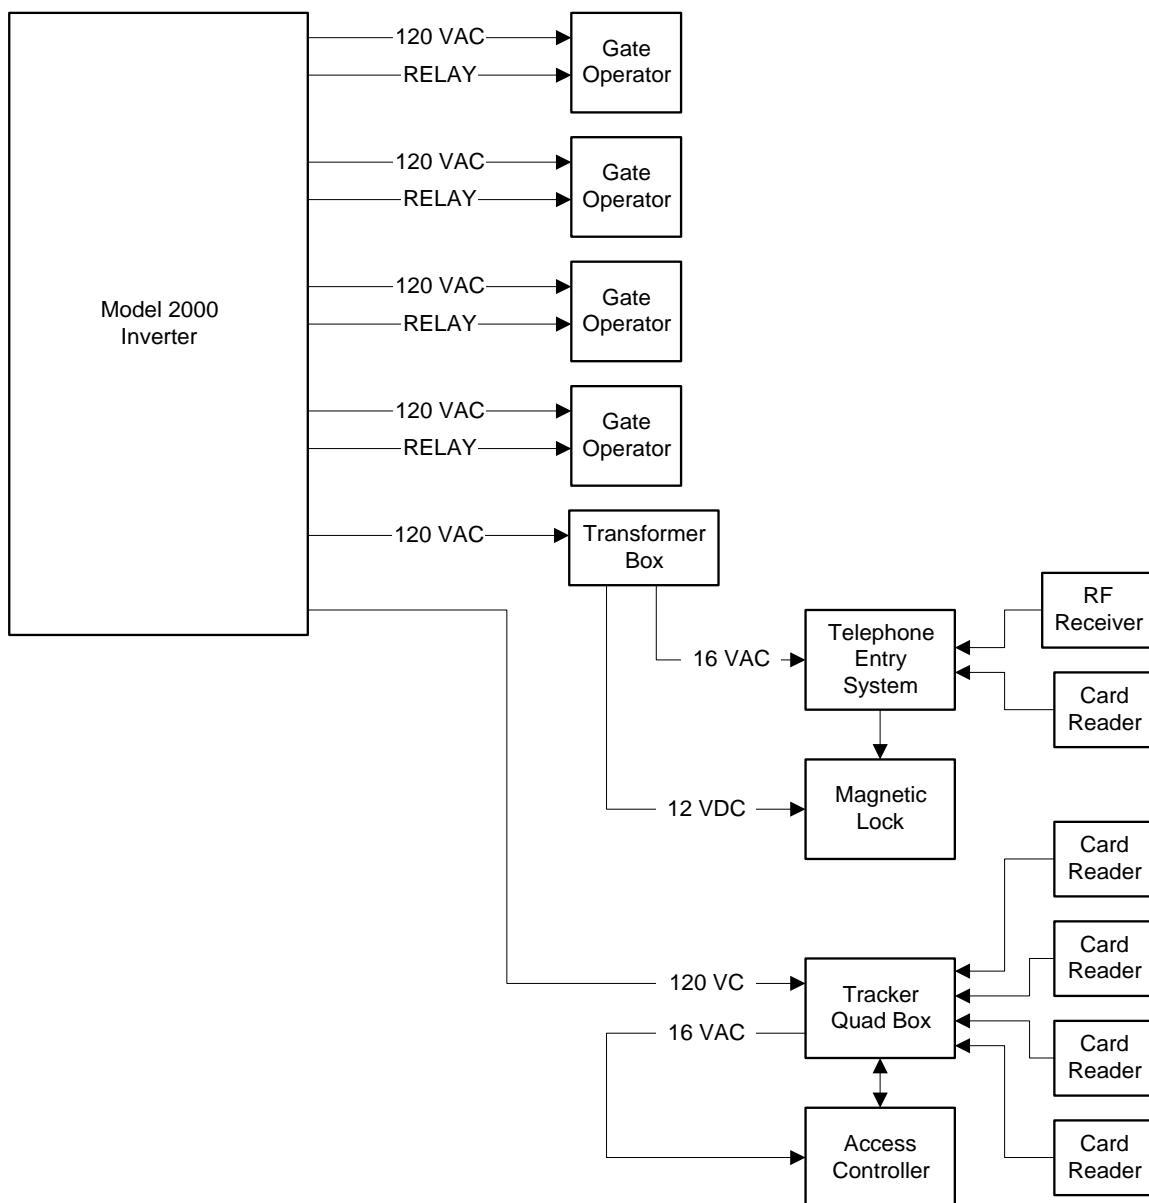 120 VAC
RELAY
Gate
Operator
120 VAC
RELAY
Gate
Operator
Model 2000
Inverter
120 VAC
RELAY
Gate
Operator
120 VAC
RELAY
Gate
Operator
120 VAC
Transformer
Box
RF
Receiver
16 VAC
Telephone
Entry
System
Card
Reader
12 VDC
Magnetic
Lock
Card
Reader
Card
Reader
120 VC
16 VAC
Tracker
Quad Box
Card
Reader
Access
Controller
Card
Reader